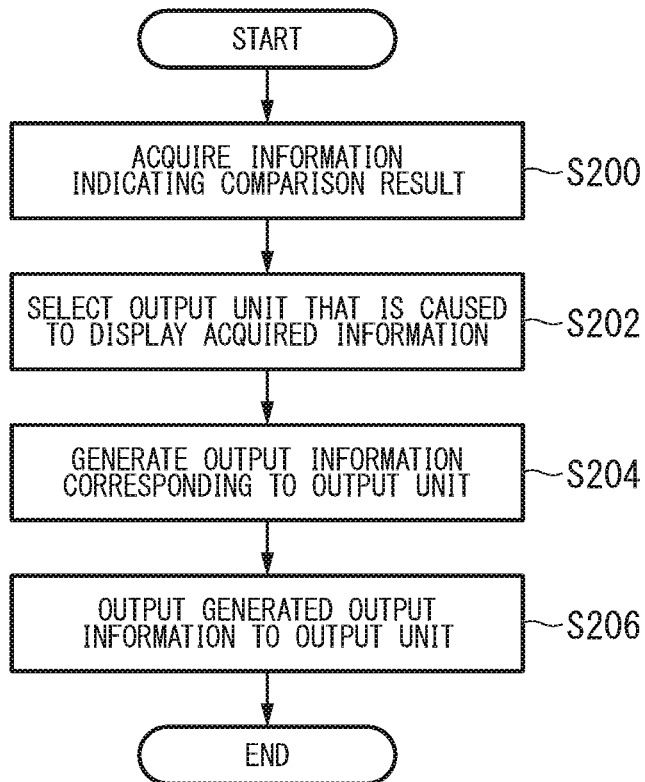 START
ACQUIRE INFORMATION
INDICATING COMPARISON RESULT
S200
SELECT OUTPUT UNIT THAT IS CAUSED
TO DISPLAY ACQUIRED INFORMATION
S202
GENERATE OUTPUT INFORMATION
CORRESPONDING TO OUTPUT UNIT
S204
OUTPUT GENERATED OUTPUT
INFORMATION TO OUTPUT UNIT
S206
END